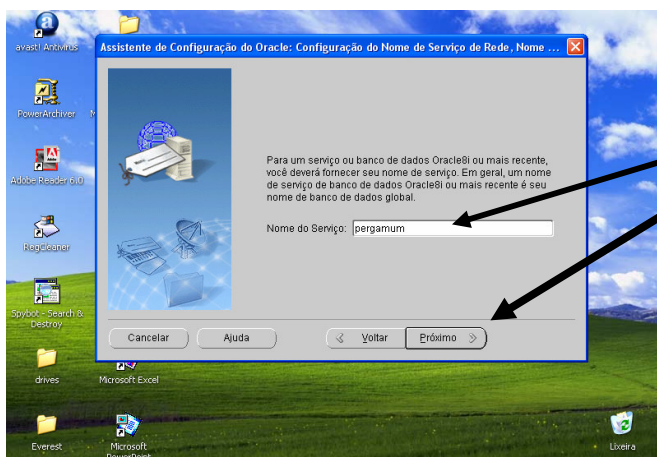 avast! Antivirus
Assistente de Configuração do Oracle: Configuração do Nome de Serviço de Rede, Nome ...
PowerArchiver
M
Adobe Reader 6.0
RegCleaner
Spybot - Search &
Destroy
drives
Microsoft Excel
Everest
Microsoft
PowerPoint
Para um serviço ou banco de dados Oracle8i ou mais recente,
você deverá fornecer seu nome de serviço. Em geral, um nome
de serviço de banco de dados Oracle8i ou mais recente é seu
nome de banco de dados global.
Nome do Serviço: pergamum
Cancelar
Ajuda
Voltar
Próximo
Lixeira